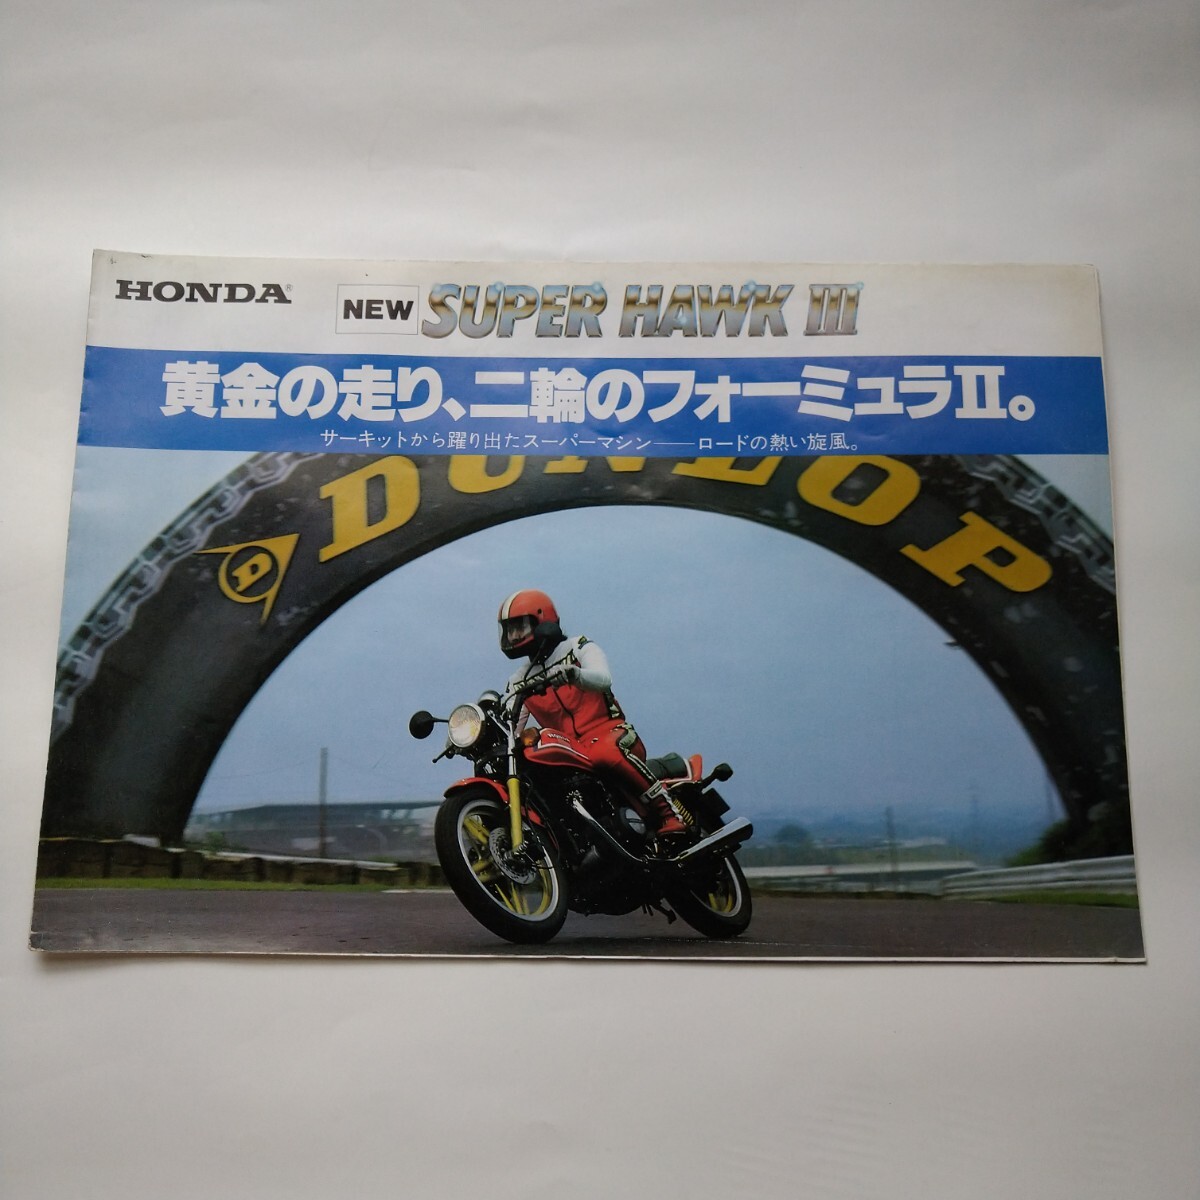 HONDA®
NEW SUPER HAWK III
黄金の走り、二輪のフォーミュラII。
サーキットから躍り出たスーパーマシン──ロードの熱い旋風。
DUNLOP
D
HONDA